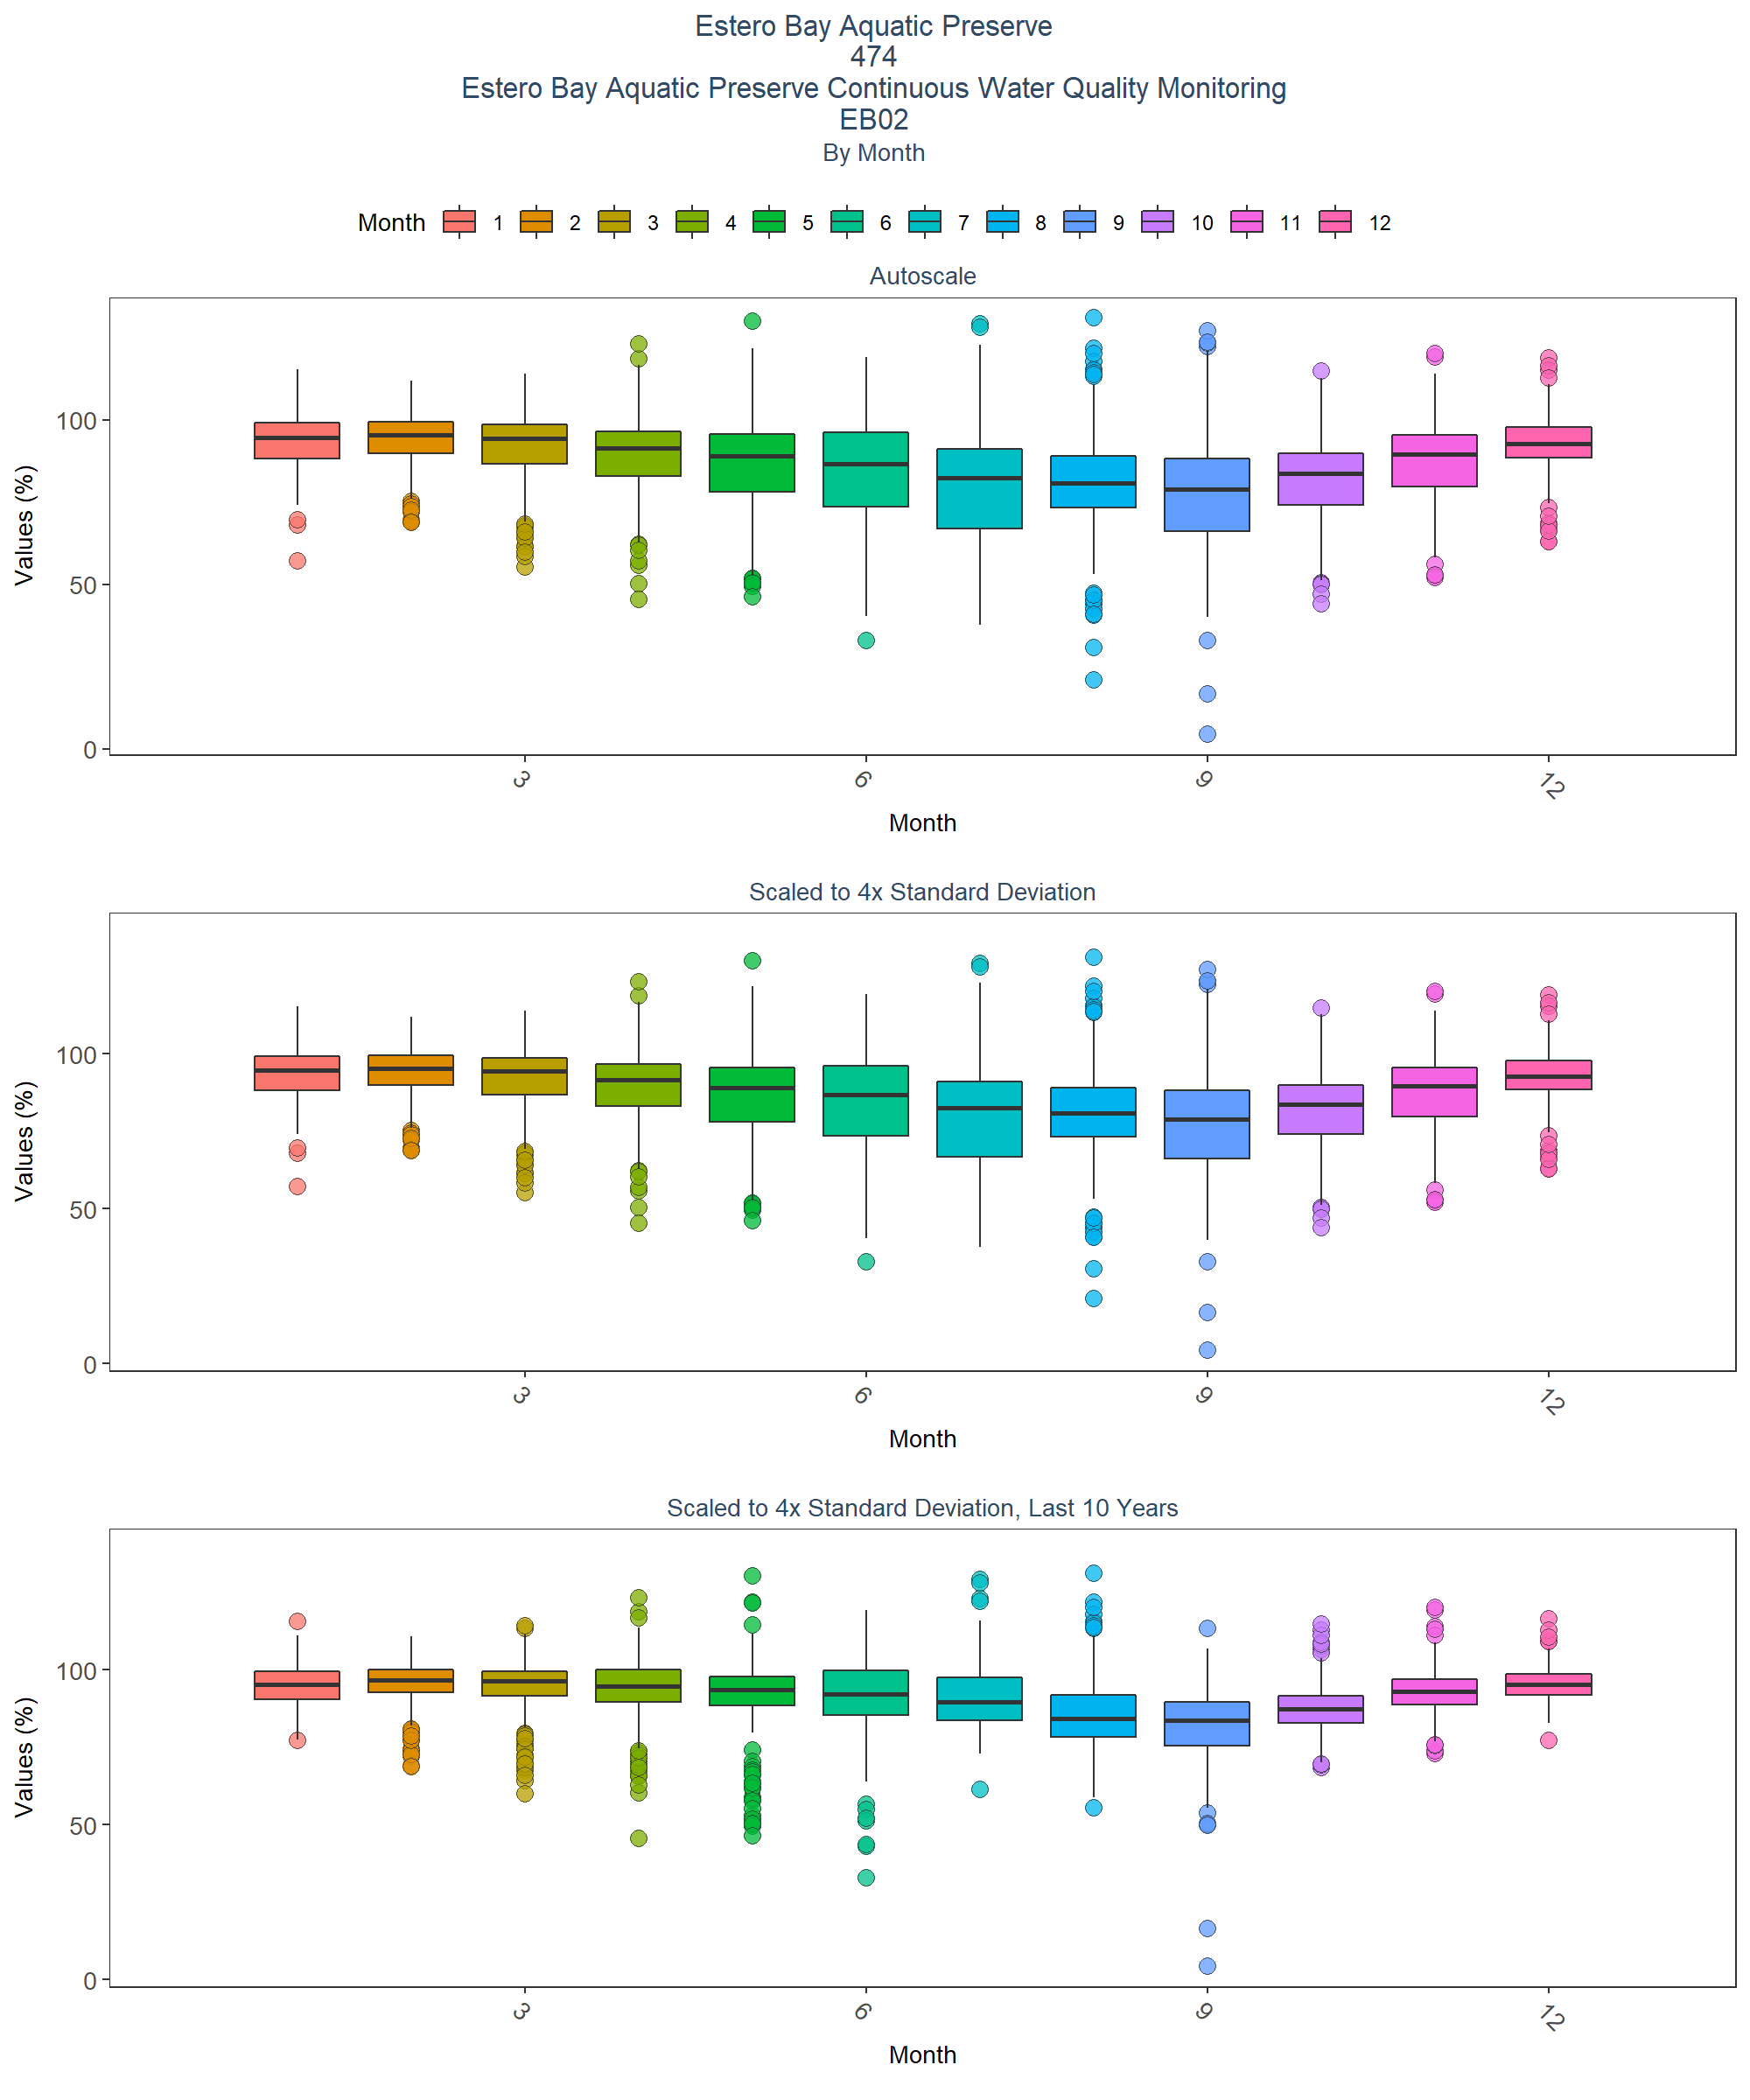 Estero Bay Aquatic Preserve
474
Estero Bay Aquatic Preserve Continuous Water Quality Monitoring
EB02
By Month
Month 1 2 3 4 5 6 7 8 9 10 11 12
Autoscale
Values (%)
100
50
0
3 6 9 12
Month
Scaled to 4x Standard Deviation
Values (%)
100
50
0
3 6 9 12
Month
Scaled to 4x Standard Deviation, Last 10 Years
Values (%)
100
50
0
3 6 9 12
Month